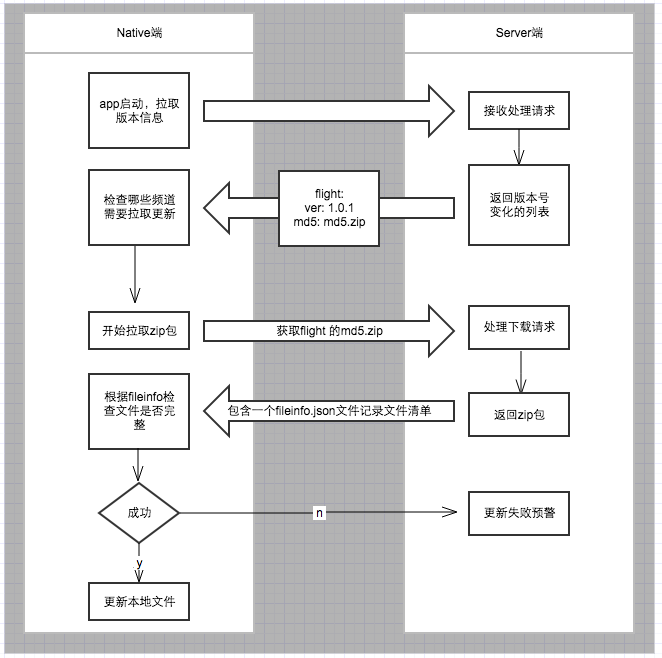 Native端
Server端
app启动，拉取
版本信息
接收处理请求
检查哪些频道
需要拉取更新
flight:
ver: 1.0.1
md5: md5.zip
返回版本号
变化的列表
开始拉取zip包
获取flight 的md5.zip
处理下载请求
根据fileinfo检
查文件是否完
整
包含一个fileinfo.json文件记录文件清单
返回zip包
成功
n
更新失败预警
y
更新本地文件